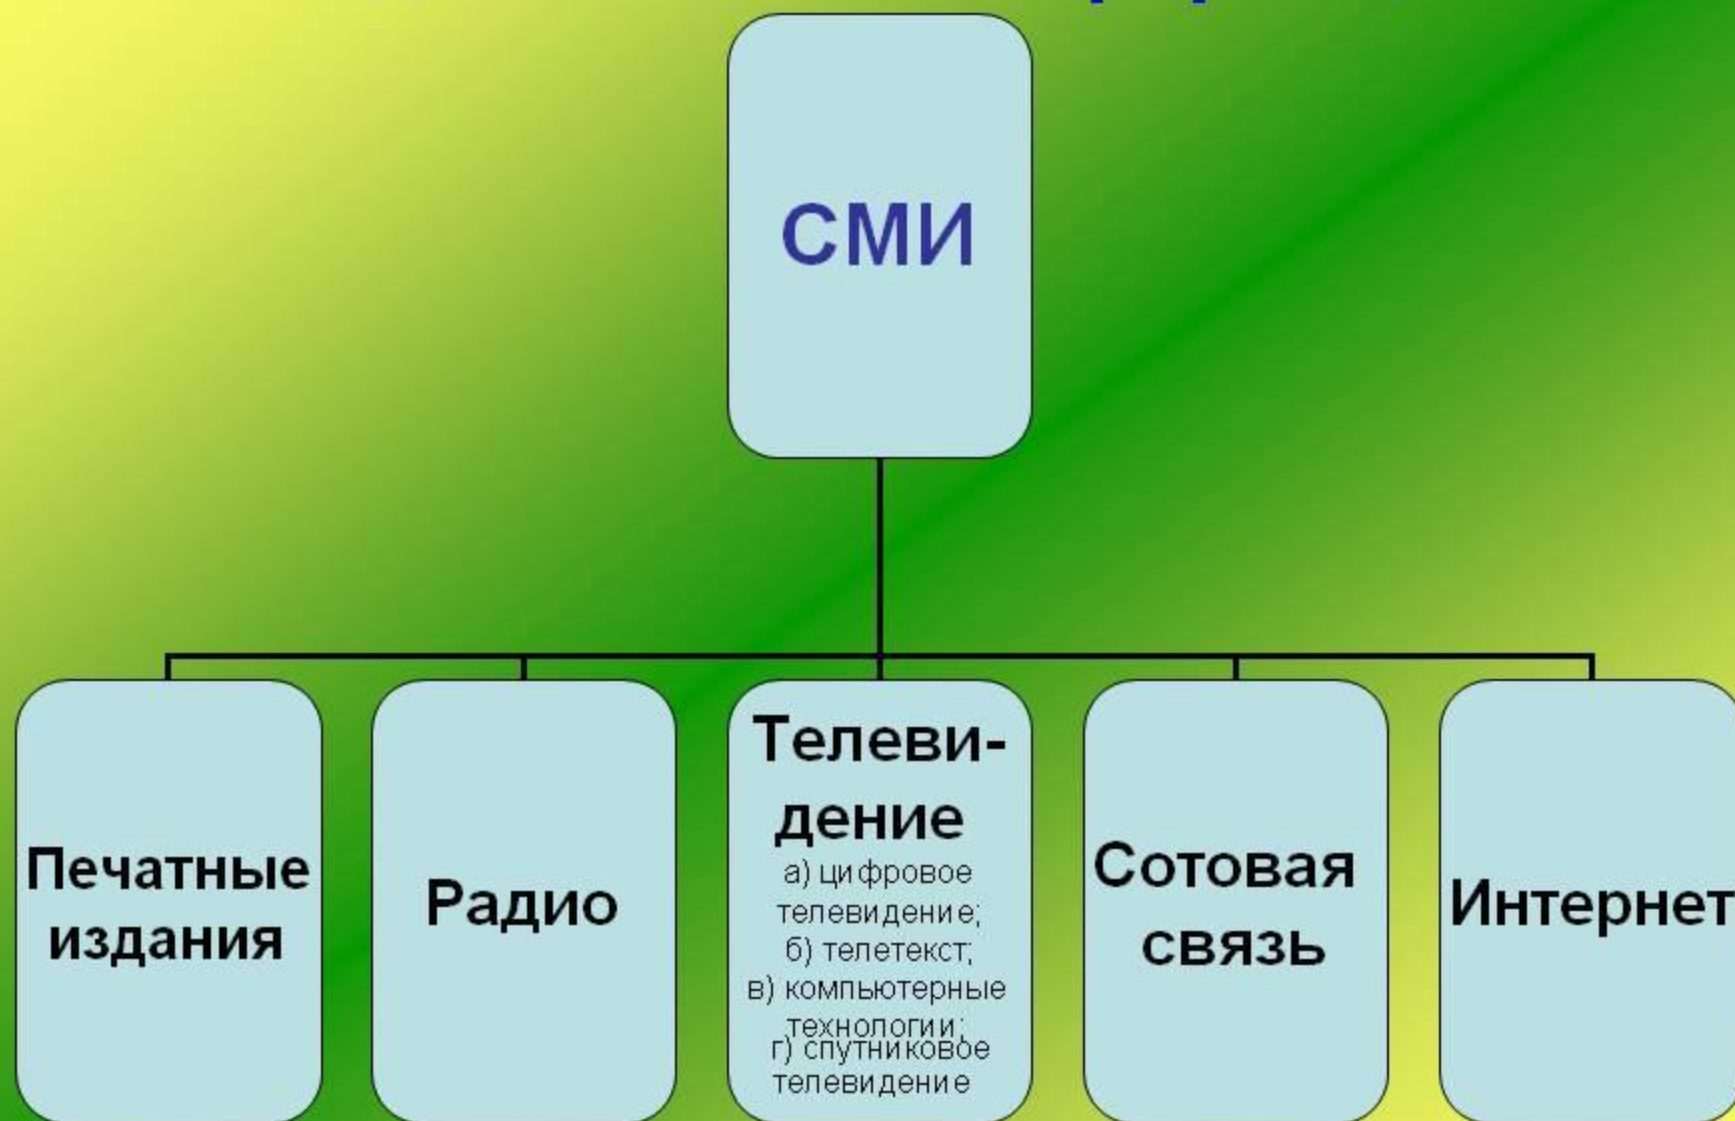 СМИ
Печатные
издания
Радио
Телеви-
дение
а) цифровое
телевидение;
б) телетекст;
в) компьютерные
технологии;
г) спутниковое
телевидение
Сотовая
связь
Интернет